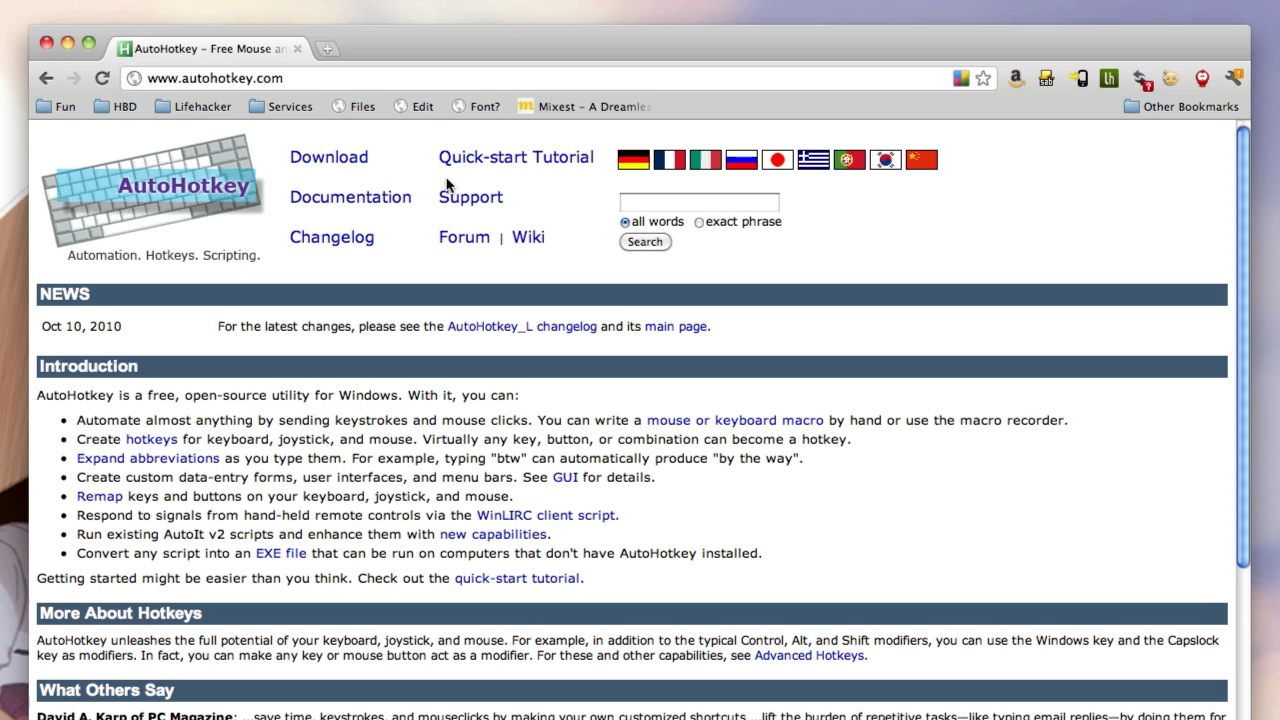 AutoHotkey – Free Mouse an
www.autohotkey.com
Fun HBD Lifehacker Services Files Edit Font? Mixest – A Dreamles Other Bookmarks
AutoHotkey
Automation. Hotkeys. Scripting.
Download Quick-start Tutorial
Documentation Support
Changelog Forum | Wiki
all words exact phrase
Search
NEWS
Oct 10, 2010 For the latest changes, please see the AutoHotkey_L changelog and its main page.
Introduction
AutoHotkey is a free, open-source utility for Windows. With it, you can:
• Automate almost anything by sending keystrokes and mouse clicks. You can write a mouse or keyboard macro by hand or use the macro recorder.
• Create hotkeys for keyboard, joystick, and mouse. Virtually any key, button, or combination can become a hotkey.
• Expand abbreviations as you type them. For example, typing "btw" can automatically produce "by the way".
• Create custom data-entry forms, user interfaces, and menu bars. See GUI for details.
• Remap keys and buttons on your keyboard, joystick, and mouse.
• Respond to signals from hand-held remote controls via the WinLIRC client script.
• Run existing AutoIt v2 scripts and enhance them with new capabilities.
• Convert any script into an EXE file that can be run on computers that don't have AutoHotkey installed.
Getting started might be easier than you think. Check out the quick-start tutorial.
More About Hotkeys
AutoHotkey unleashes the full potential of your keyboard, joystick, and mouse. For example, in addition to the typical Control, Alt, and Shift modifiers, you can use the Windows key and the Capslock
key as modifiers. In fact, you can make any key or mouse button act as a modifier. For these and other capabilities, see Advanced Hotkeys.
What Others Say
David A. Karp of PC Magazine: ...save time, keystrokes, and mouseclicks by making your own customized shortcuts ...lift the burden of repetitive tasks—like typing email replies—by doing them for